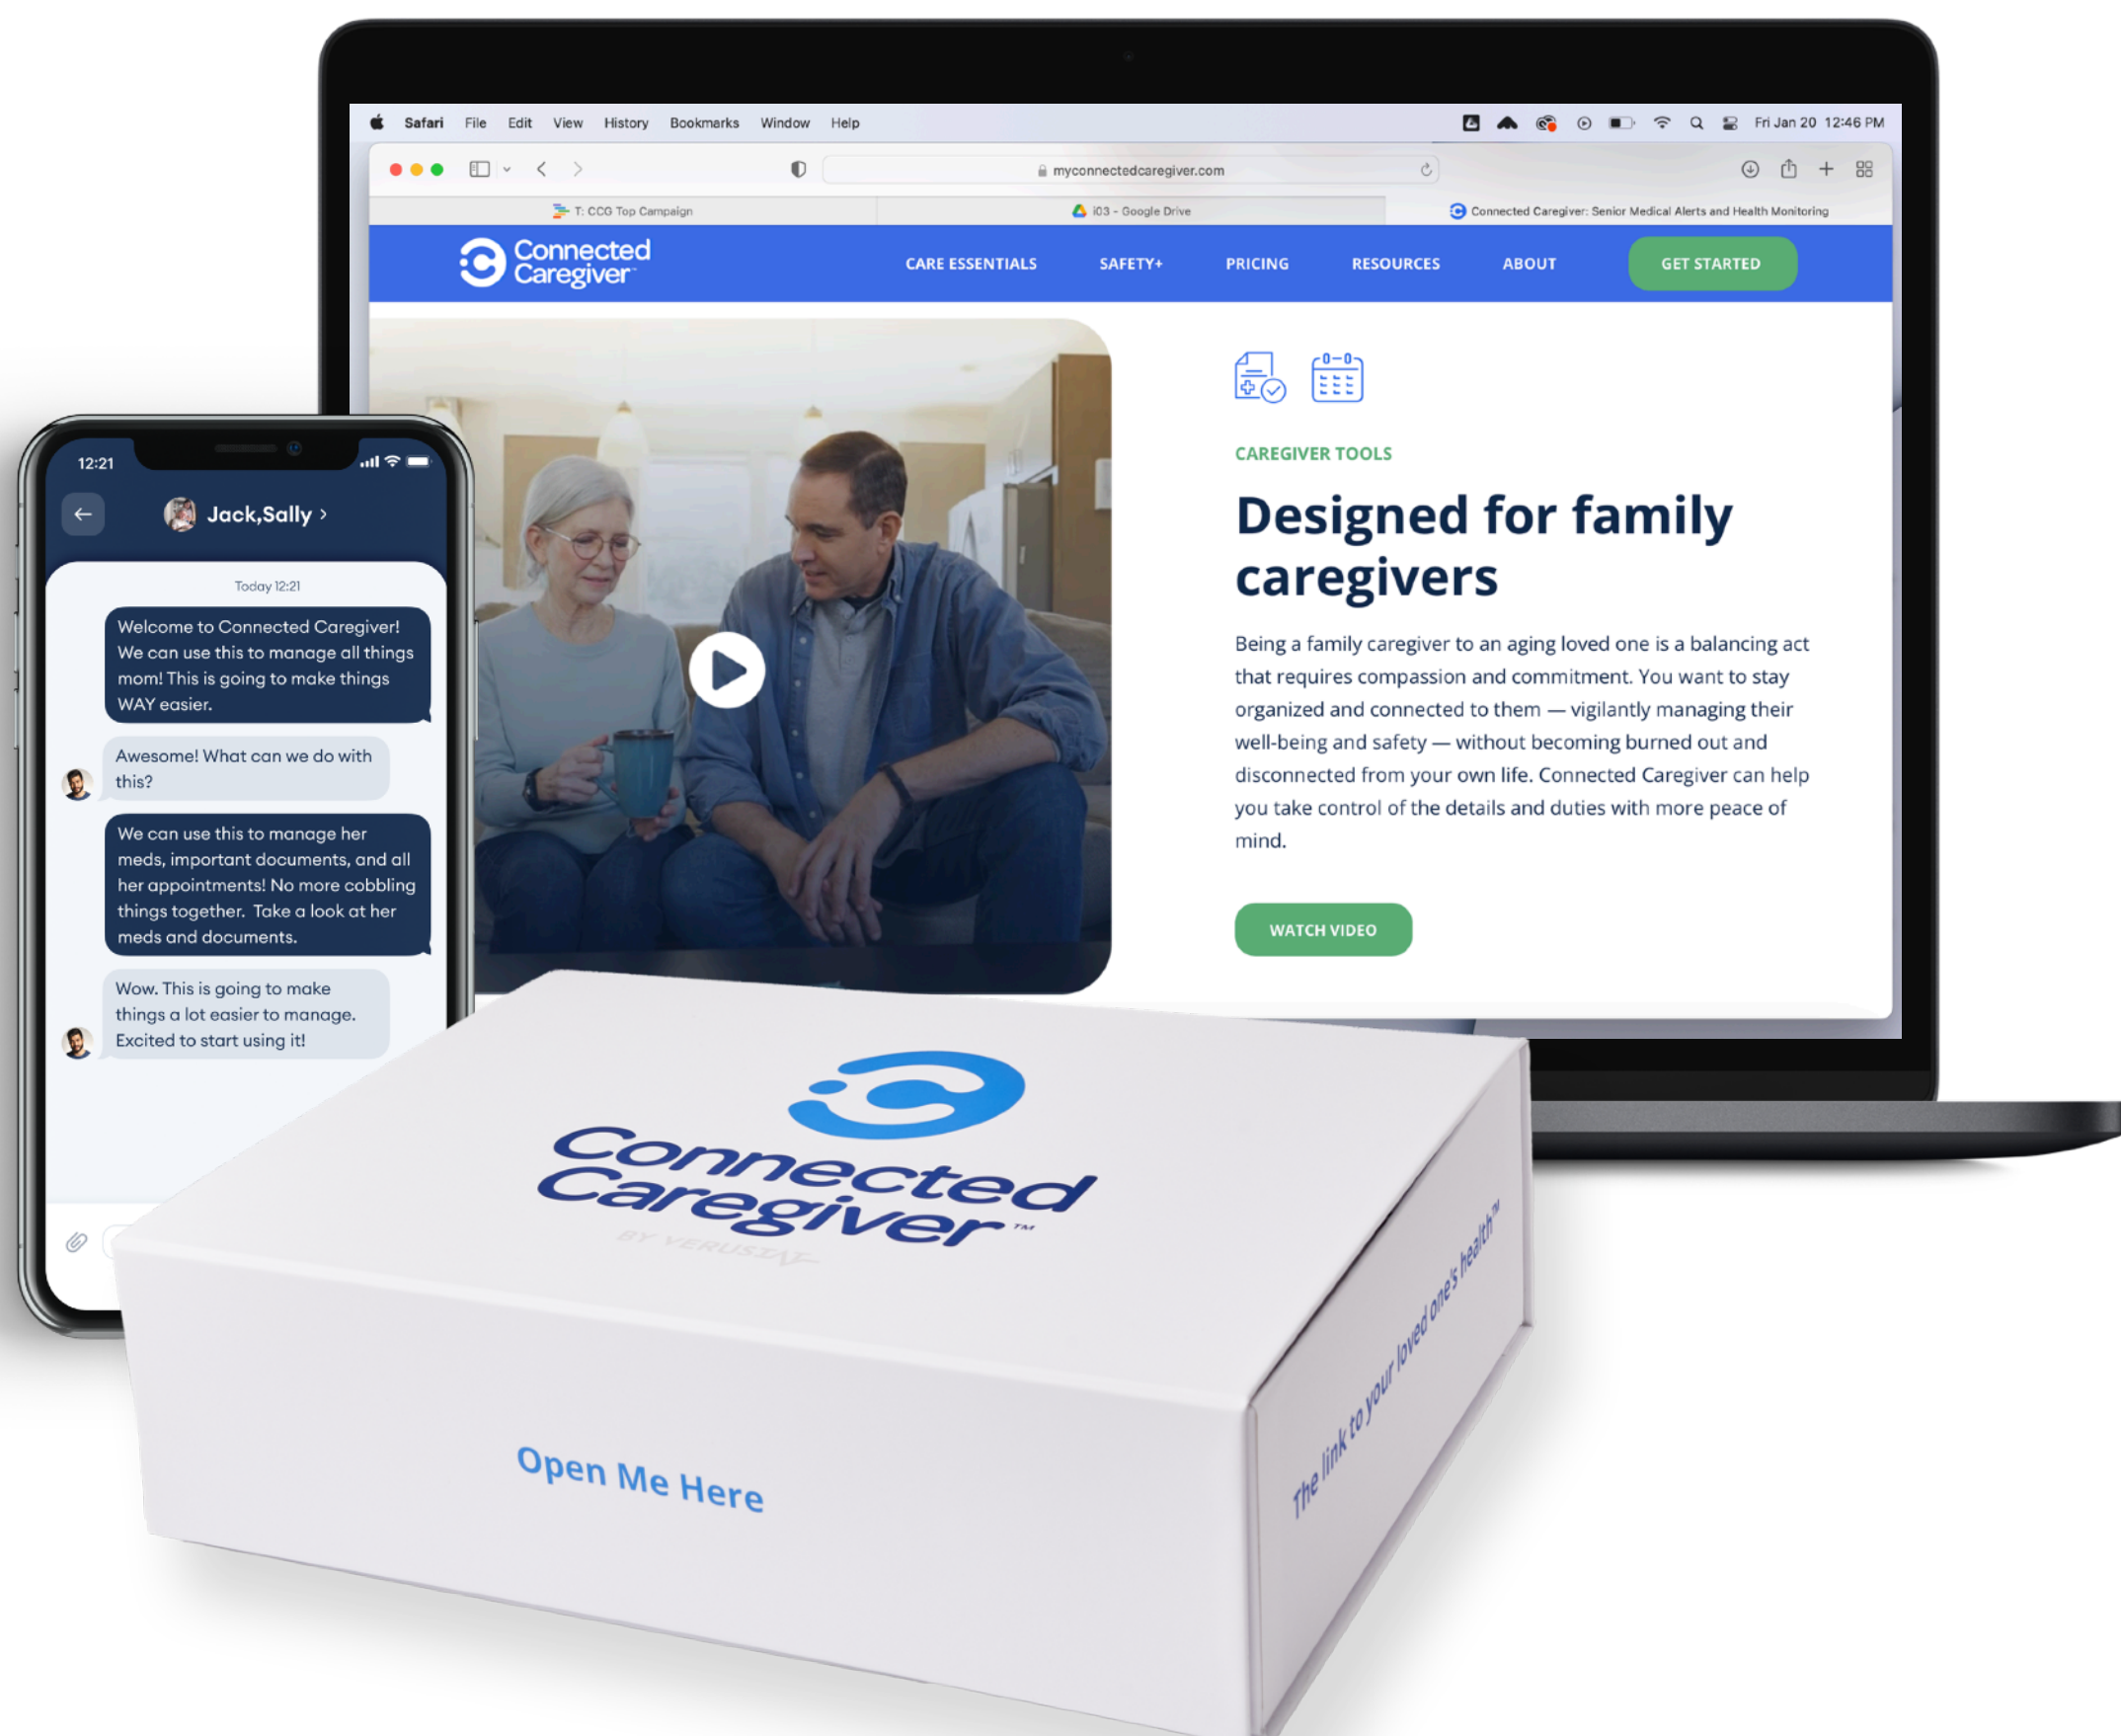 Safari File Edit View History Bookmarks Window Help
Fri Jan 20 12:46 PM
myconnectedcaregiver.com
T: CCG Top Campaign
i03 - Google Drive
Connected Caregiver: Senior Medical Alerts and Health Monitoring
Connected
Caregiver™
CARE ESSENTIALS
SAFETY+
PRICING
RESOURCES
ABOUT
GET STARTED
CAREGIVER TOOLS
Designed for family
caregivers
Being a family caregiver to an aging loved one is a balancing act
that requires compassion and commitment. You want to stay
organized and connected to them — vigilantly managing their
well-being and safety — without becoming burned out and
disconnected from your own life. Connected Caregiver can help
you take control of the details and duties with more peace of
mind.
WATCH VIDEO
12:21
Jack,Sally
Today 12:21
Welcome to Connected Caregiver!
We can use this to manage all things
mom! This is going to make things
WAY easier.
Awesome! What can we do with
this?
We can use this to manage her
meds, important documents, and all
her appointments! No more cobbling
things together. Take a look at her
meds and documents.
Wow. This is going to make
things a lot easier to manage.
Excited to start using it!
Connected
Caregiver™
BY VERUSTAT
Open Me Here
The link to your loved one's health™